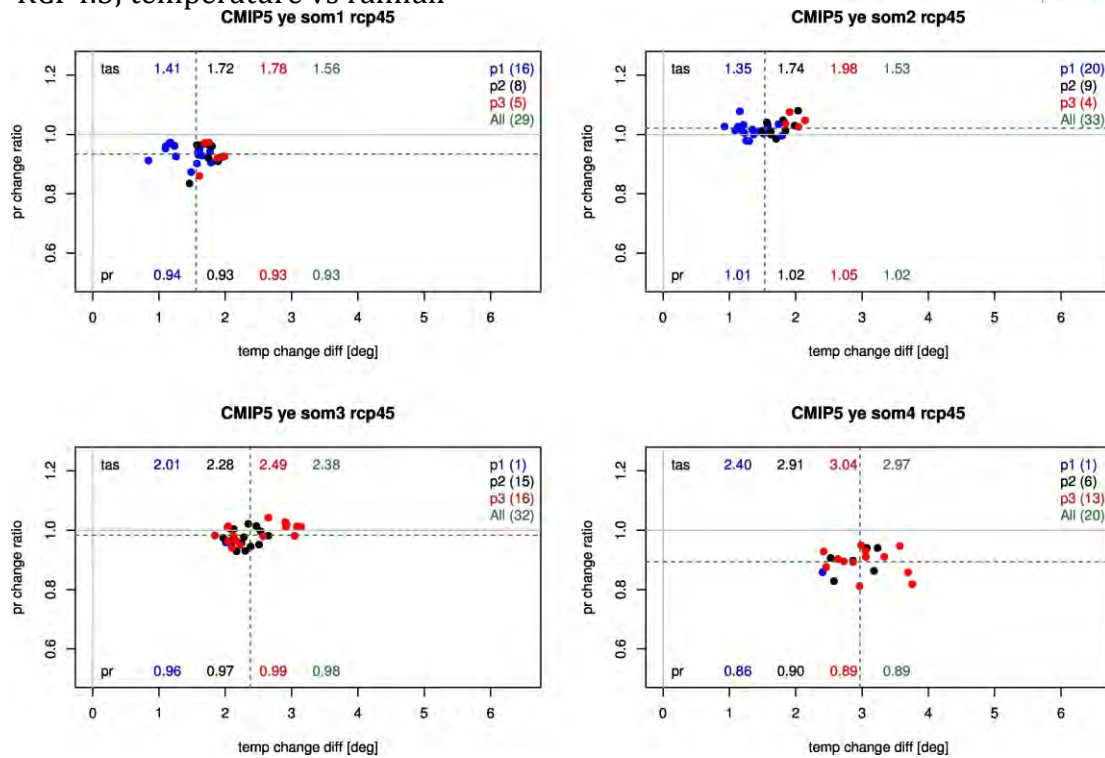 RCP 4.5, temperature vs rainfall
CMIP5 ye som1 rcp45
pr change ratio
1.2
1.0
0.8
0.6
tas 1.41 1.72 1.78 1.56
p1 (16)
p2 (8)
p3 (5)
All (29)
pr 0.94 0.93 0.93 0.93
0 1 2 3 4 5 6
temp change diff [deg]
CMIP5 ye som2 rcp45
pr change ratio
1.2
1.0
0.8
0.6
tas 1.35 1.74 1.98 1.53
p1 (20)
p2 (9)
p3 (4)
All (33)
pr 1.01 1.02 1.05 1.02
0 1 2 3 4 5 6
temp change diff [deg]
CMIP5 ye som3 rcp45
pr change ratio
1.2
1.0
0.8
0.6
tas 2.01 2.28 2.49 2.38
p1 (1)
p2 (15)
p3 (16)
All (32)
pr 0.96 0.97 0.99 0.98
0 1 2 3 4 5 6
temp change diff [deg]
CMIP5 ye som4 rcp45
pr change ratio
1.2
1.0
0.8
0.6
tas 2.40 2.91 3.04 2.97
p1 (1)
p2 (6)
p3 (13)
All (20)
pr 0.86 0.90 0.89 0.89
0 1 2 3 4 5 6
temp change diff [deg]